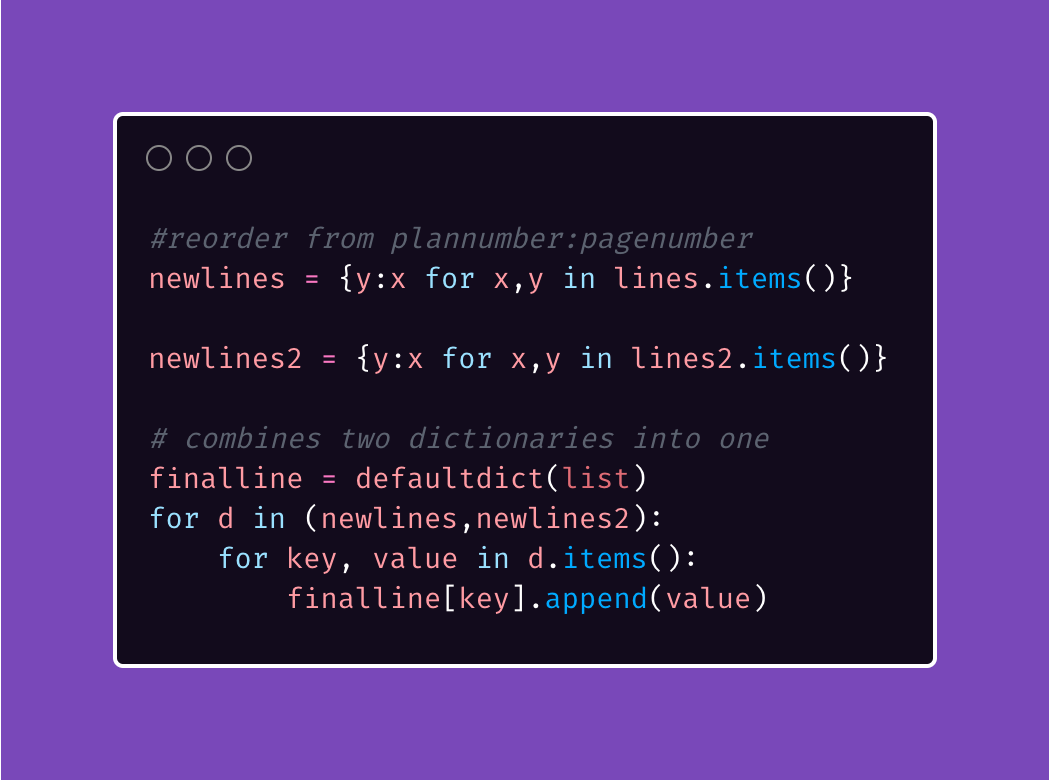 #reorder from plannumber:pagenumber
newlines = {y:x for x,y in lines.items()}
newlines2 = {y:x for x,y in lines2.items()}
# combines two dictionaries into one
finalline = defaultdict(list)
for d in (newlines,newlines2):
    for key, value in d.items():
        finalline[key].append(value)